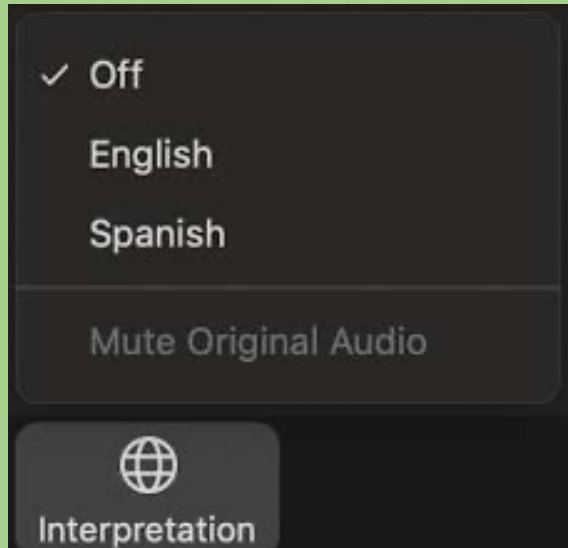 Off
English
Spanish
Mute Original Audio
Interpretation